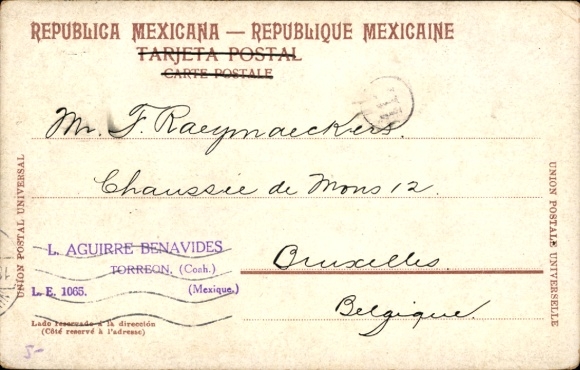 REPUBLICA MEXICANA — REPUBLIQUE MEXICAINE
TARJETA POSTAL
CARTE POSTALE
Mr. F. Raeymaeckers.
Chaussée de Mons 12.
Bruxelles
Belgique.
L. AGUIRRE BENAVIDES
TORREON, (Coah.)
L. E. 1065. (Mexique.)
Lado reservado a la dirección
(Côté reservé à l'adresse)
UNION POSTAL UNIVERSAL
UNION POSTALE UNIVERSELLE
5-